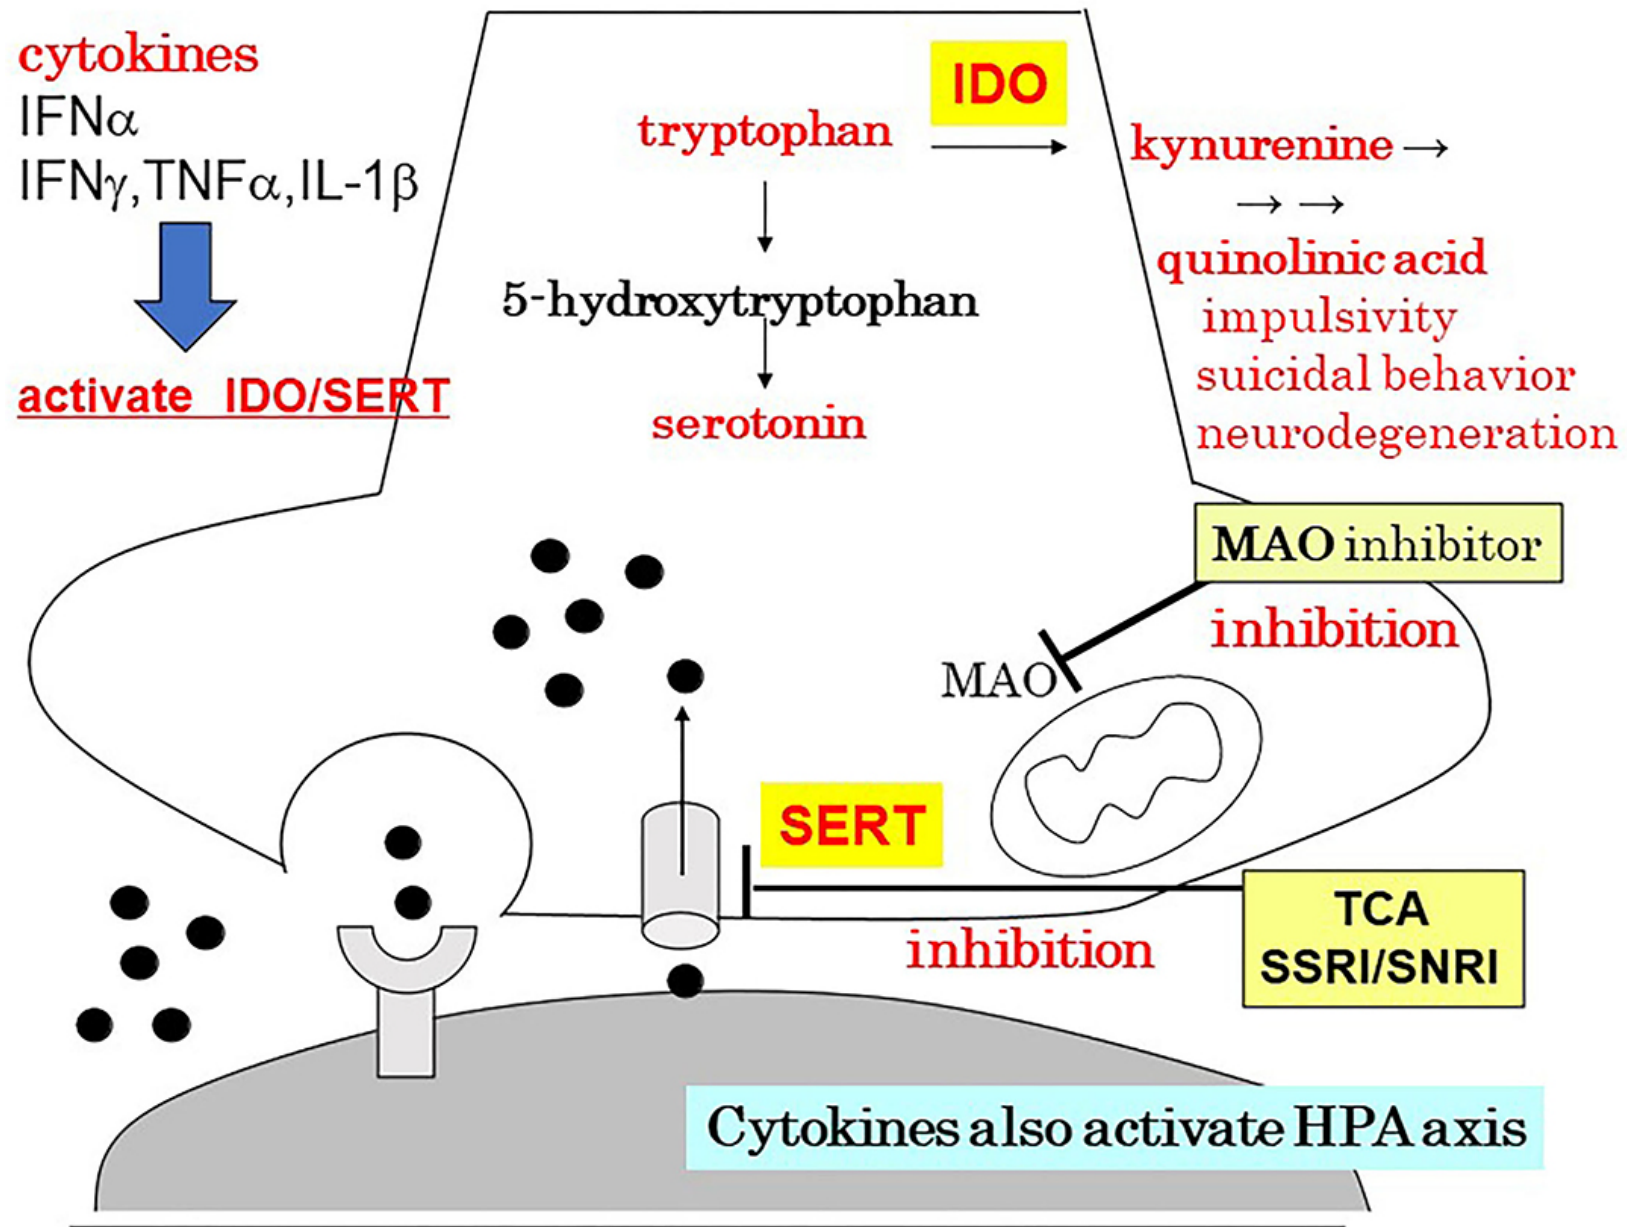 cytokines
IFNα
IFNγ,TNFα,IL-1β
activate IDO/SERT
IDO
tryptophan
kynurenine →
→ →
5-hydroxytryptophan
serotonin
quinolinic acid
impulsivity
suicidal behavior
neurodegeneration
MAO inhibitor
inhibition
MAO
SERT
inhibition
TCA
SSRI/SNRI
Cytokines also activate HPA axis